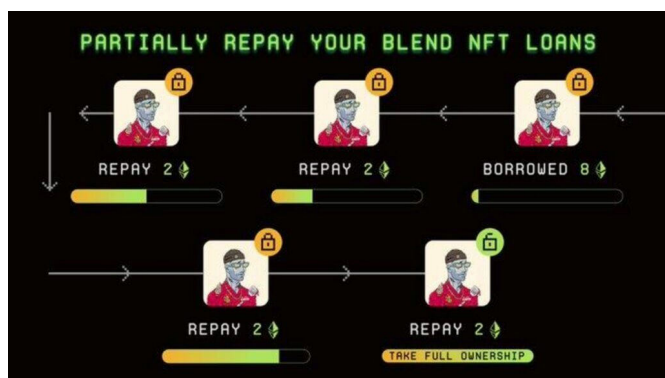 PARTIALLY REPAY YOUR BLEND NFT LOANS
REPAY 2
REPAY 2
BORROWED 8
REPAY 2
REPAY 2
TAKE FULL OWNERSHIP